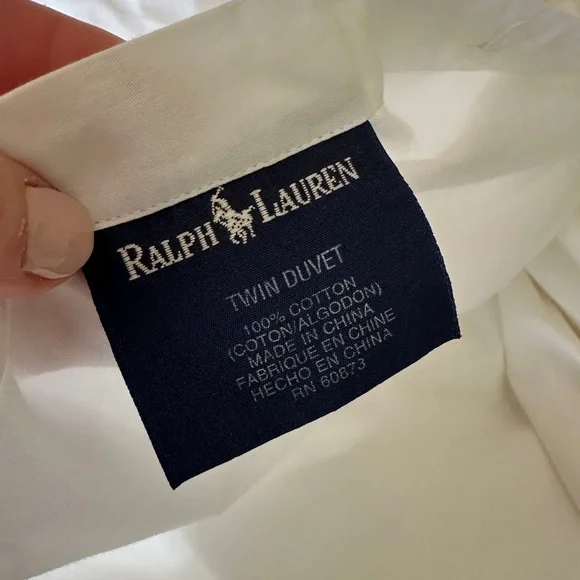 RALPH LAUREN
TWIN DUVET
100% COTTON
(COTON/ALGODON)
MADE IN CHINA
FABRIQUE EN CHINE
HECHO EN CHINA
RN 60873